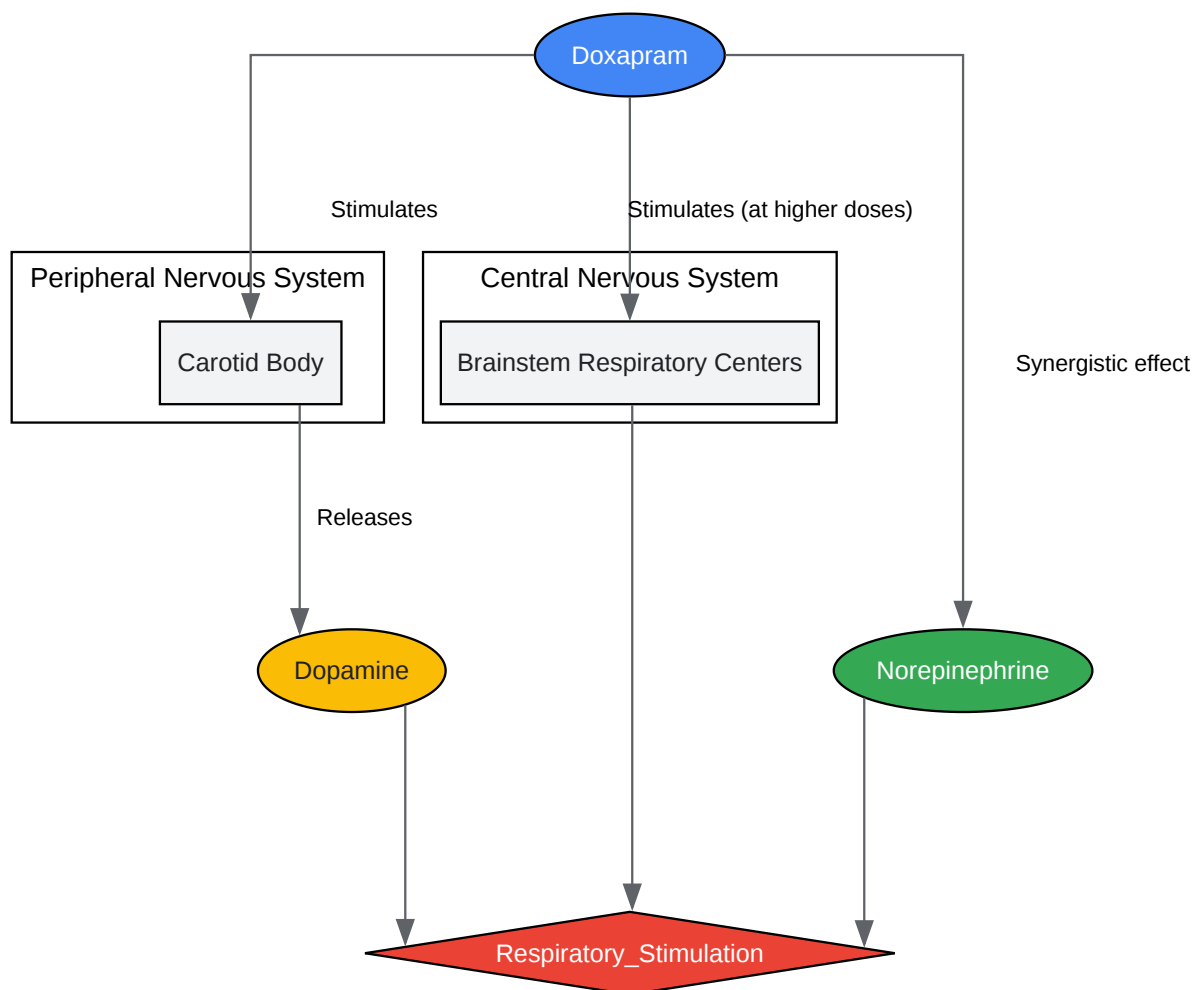 Doxapram
Stimulates
Stimulates (at higher doses)
Peripheral Nervous System
Central Nervous System
Carotid Body
Brainstem Respiratory Centers
Synergistic effect
Releases
Dopamine
Norepinephrine
Respiratory_Stimulation